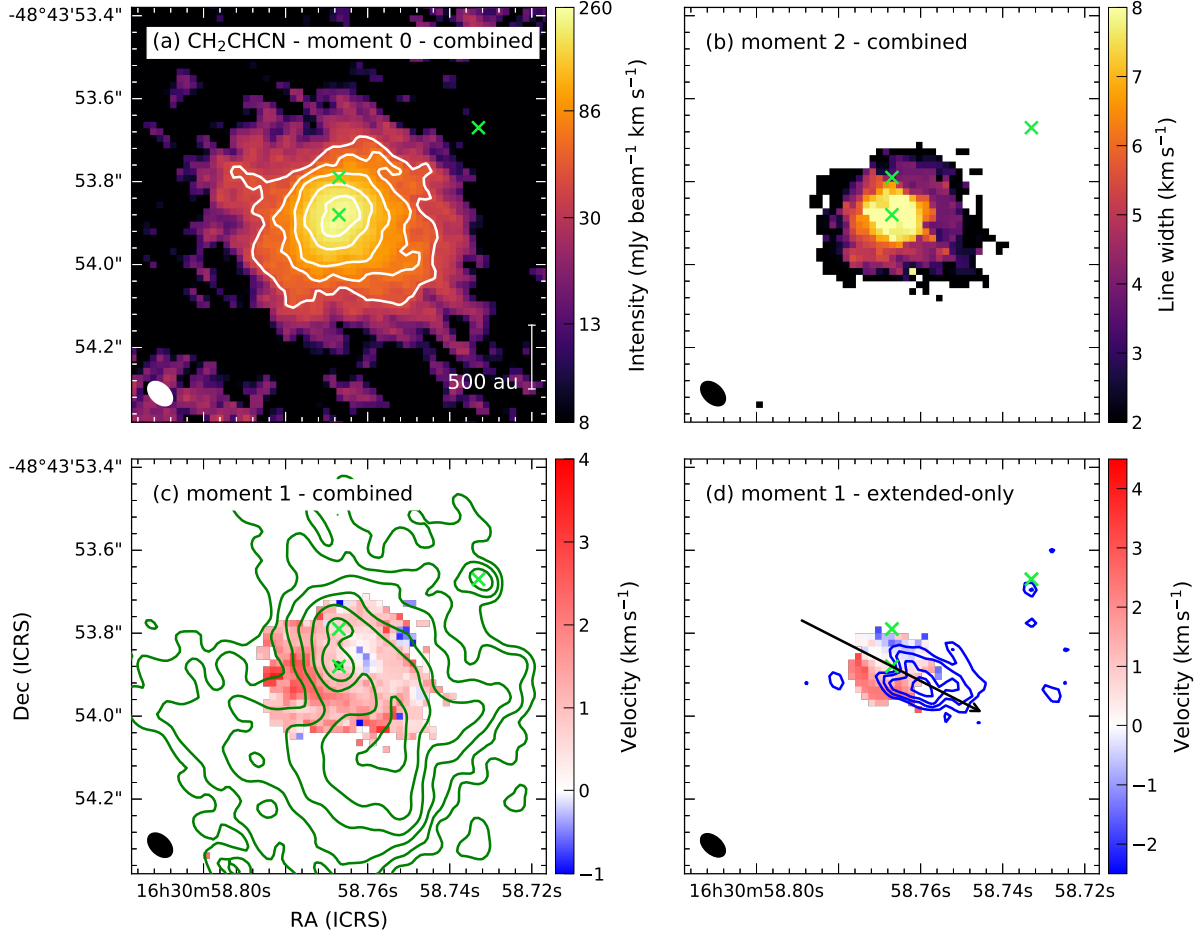 (a) CH₂CHCN - moment 0 - combined
-48°43'53.4"
53.6"
53.8"
54.0"
54.2"
500 au
260
86
30
13
8
Intensity (mJy beam⁻¹ km s⁻¹)
(b) moment 2 - combined
8
7
6
5
4
3
2
Line width (km s⁻¹)
(c) moment 1 - combined
-48°43'53.4"
53.6"
53.8"
54.0"
54.2"
Dec (ICRS)
16h30m58.80s
58.76s
58.74s
58.72s
RA (ICRS)
4
3
2
1
0
−1
Velocity (km s⁻¹)
(d) moment 1 - extended-only
16h30m58.80s
58.76s
58.74s
58.72s
4
3
2
1
0
−1
−2
Velocity (km s⁻¹)